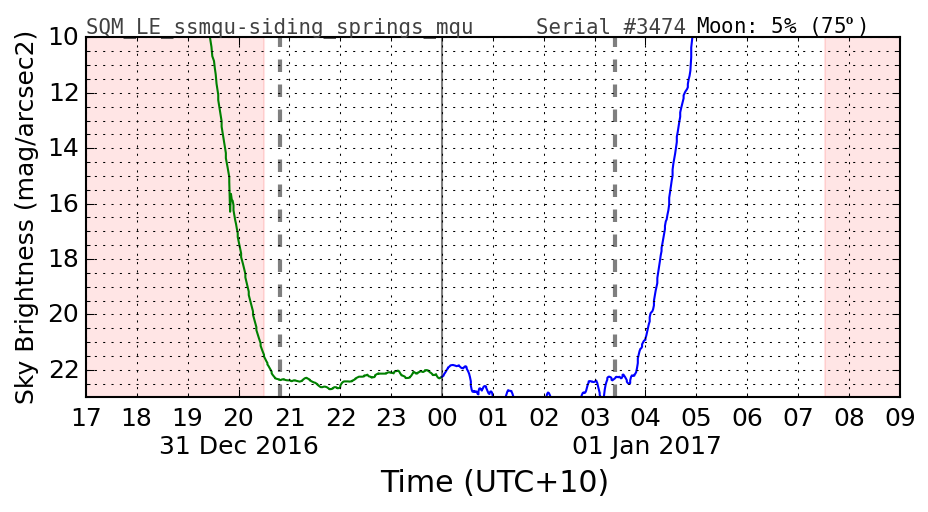 SQM_LE_ssmgu-siding_springs_mgu Serial #3474 Moon: 5% (75°)
Sky Brightness (mag/arcsec2)
10
12
14
16
18
20
22
17 18 19 20 21 22 23 00 01 02 03 04 05 06 07 08 09
31 Dec 2016 01 Jan 2017
Time (UTC+10)